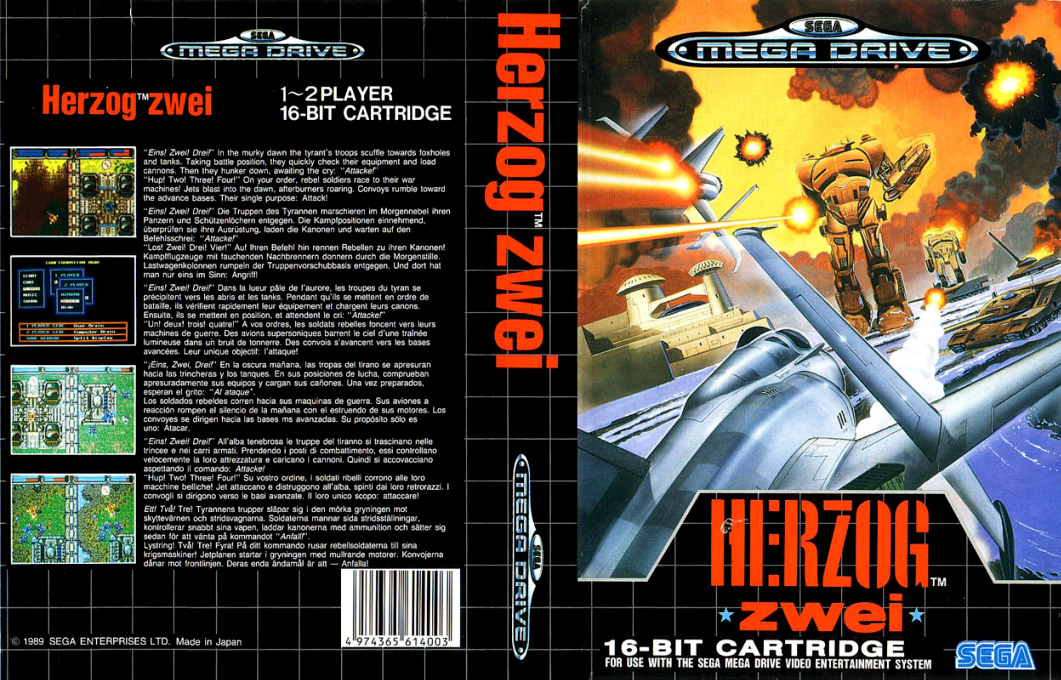 SEGA
MEGA DRIVE
Herzog™zwei
1~2 PLAYER
16-BIT CARTRIDGE
"Eins! Zwei! Drei!" In the murky dawn the tyrant's troops scuffle towards foxholes
and tanks. Taking battle position, they quickly check their equipment and load
cannons. Then they hunker down, awaiting the cry: "Attacke!"
"Hup! Two! Three! Four!" On your order, rebel soldiers race to their war
machines! Jets blast into the dawn, afterburners roaring. Convoys rumble toward
the advance bases. Their single purpose: Attack!
"Eins! Zwei! Drei!" Die Truppen des Tyrannen marschieren im Morgennebel ihren
Panzern und Schützenlöchern entgegen. Die Kampfpositionen einnehmend,
überprüfen sie ihre Ausrüstung, laden die Kanonen und warten auf den
Befehlsschrei: "Attacke!"
"Los! Zwei! Drei! Vier!" Auf Ihren Befehl hin rennen Rebellen zu ihren Kanonen!
Kampfflugzeuge mit fauchenden Nachbrennern donnern durch die Morgenstille.
Lastwagenkolonnen rumpeln der Truppenvorschubbasis entgegen. Und dort hat
man nur eins im Sinn: Angriff!
"Eins! Zwei! Drei!" Dans la lueur pâle de l'aurore, les troupes du tyran se
précipitent vers les abris et les tanks. Pendant qu'ils se mettent en ordre de
bataille, ils vérifient rapidement leur équipement et chargent leurs canons.
Ensuite, ils se mettent en position, et attendent le cri: "Attacke!"
"Un! deux! trois! quatre!" A vos ordres, les soldats rebelles foncent vers leurs
machines de guerre. Des avions supersoniques barrent le ciel d'une traînée
lumineuse dans un bruit de tonnerre. Des convois s'avancent vers les bases
avancées. Leur unique objectif: l'attaque!
"¡Eins, Zwei, Drei!" En la oscura mañana, las tropas del tirano se apresuran
hacia las trincheras y los tanques. En sus posiciones de lucha, comprueban
apresuradamente sus equipos y cargan sus cañones. Una vez preparados,
esperan el grito: "Al ataque".
Los soldados rebeldes corren hacia sus maquinas de guerra. Sus aviones a
reacción rompen el silencio de la mañana con el estruendo de sus motores. Los
convoyes se dirigen hacia las bases ms avanzadas. Su propósito sólo es
uno: Atacar.
"Eins! Zwei! Drei!" All'alba tenebrosa le truppe del tiranno si trascinano nelle
trincee e nei carri armati. Prendendo i posti di combattimento, essi controllano
velocemente la loro attrezzatura e caricano i cannoni. Quindi si accovacciano
aspettando il comando: Attacke!
"Hup! Two! Three! Four!" Su vostro ordine, i soldati ribelli corrono alle loro
macchine belliche! Jet attaccano e distruggono all'alba, spinti dai loro retrorazzi. I
convogli si dirigono verso le basi avanzate. Il loro unico scopo: attaccare!
Ett! Två! Tre! Tyrannens trupper släpar sig i den mörka gryningen mot
skyttevärnen och stridsvagnarna. Soldaterna mannar sida stridsställningar,
kontrollerar snabbt sina vapen, laddar kanonerna med ammunition och sätter sig
sedan för att vänta på kommandot "Anfall!".
Lystring! Två! Tre! Fyra! På ditt kommando rusar rebellsoldaterna till sina
krigsmaskiner! Jetplanen startar i gryningen med mullrande motorer. Konvojerna
dånar mot frontlinjen. Deras enda ändamål är att — Anfalla!
© 1989 SEGA ENTERPRISES LTD. Made in Japan
4 974365 614003
Herzog™zwei
SEGA
MEGA DRIVE
SEGA
MEGA DRIVE
HERZOG™
zwei
16-BIT CARTRIDGE
FOR USE WITH THE SEGA MEGA DRIVE VIDEO ENTERTAINMENT SYSTEM
SEGA